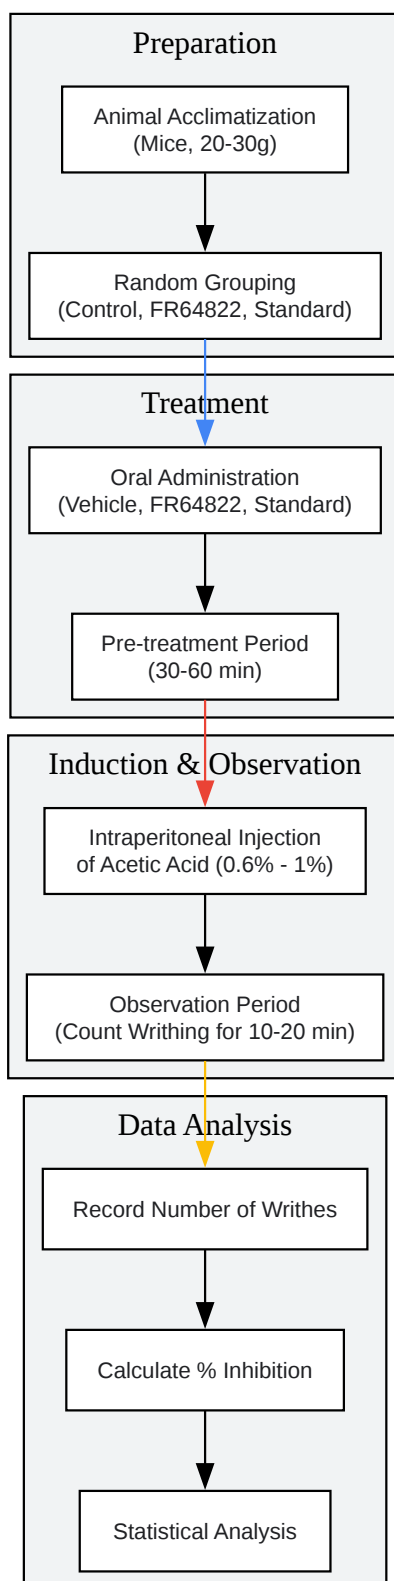 Preparation
Animal Acclimatization
(Mice, 20-30g)
Random Grouping
(Control, FR64822, Standard)
Treatment
Oral Administration
(Vehicle, FR64822, Standard)
Pre-treatment Period
(30-60 min)
Induction & Observation
Intraperitoneal Injection
of Acetic Acid (0.6% - 1%)
Observation Period
(Count Writhing for 10-20 min)
Data Analysis
Record Number of Writhes
Calculate % Inhibition
Statistical Analysis